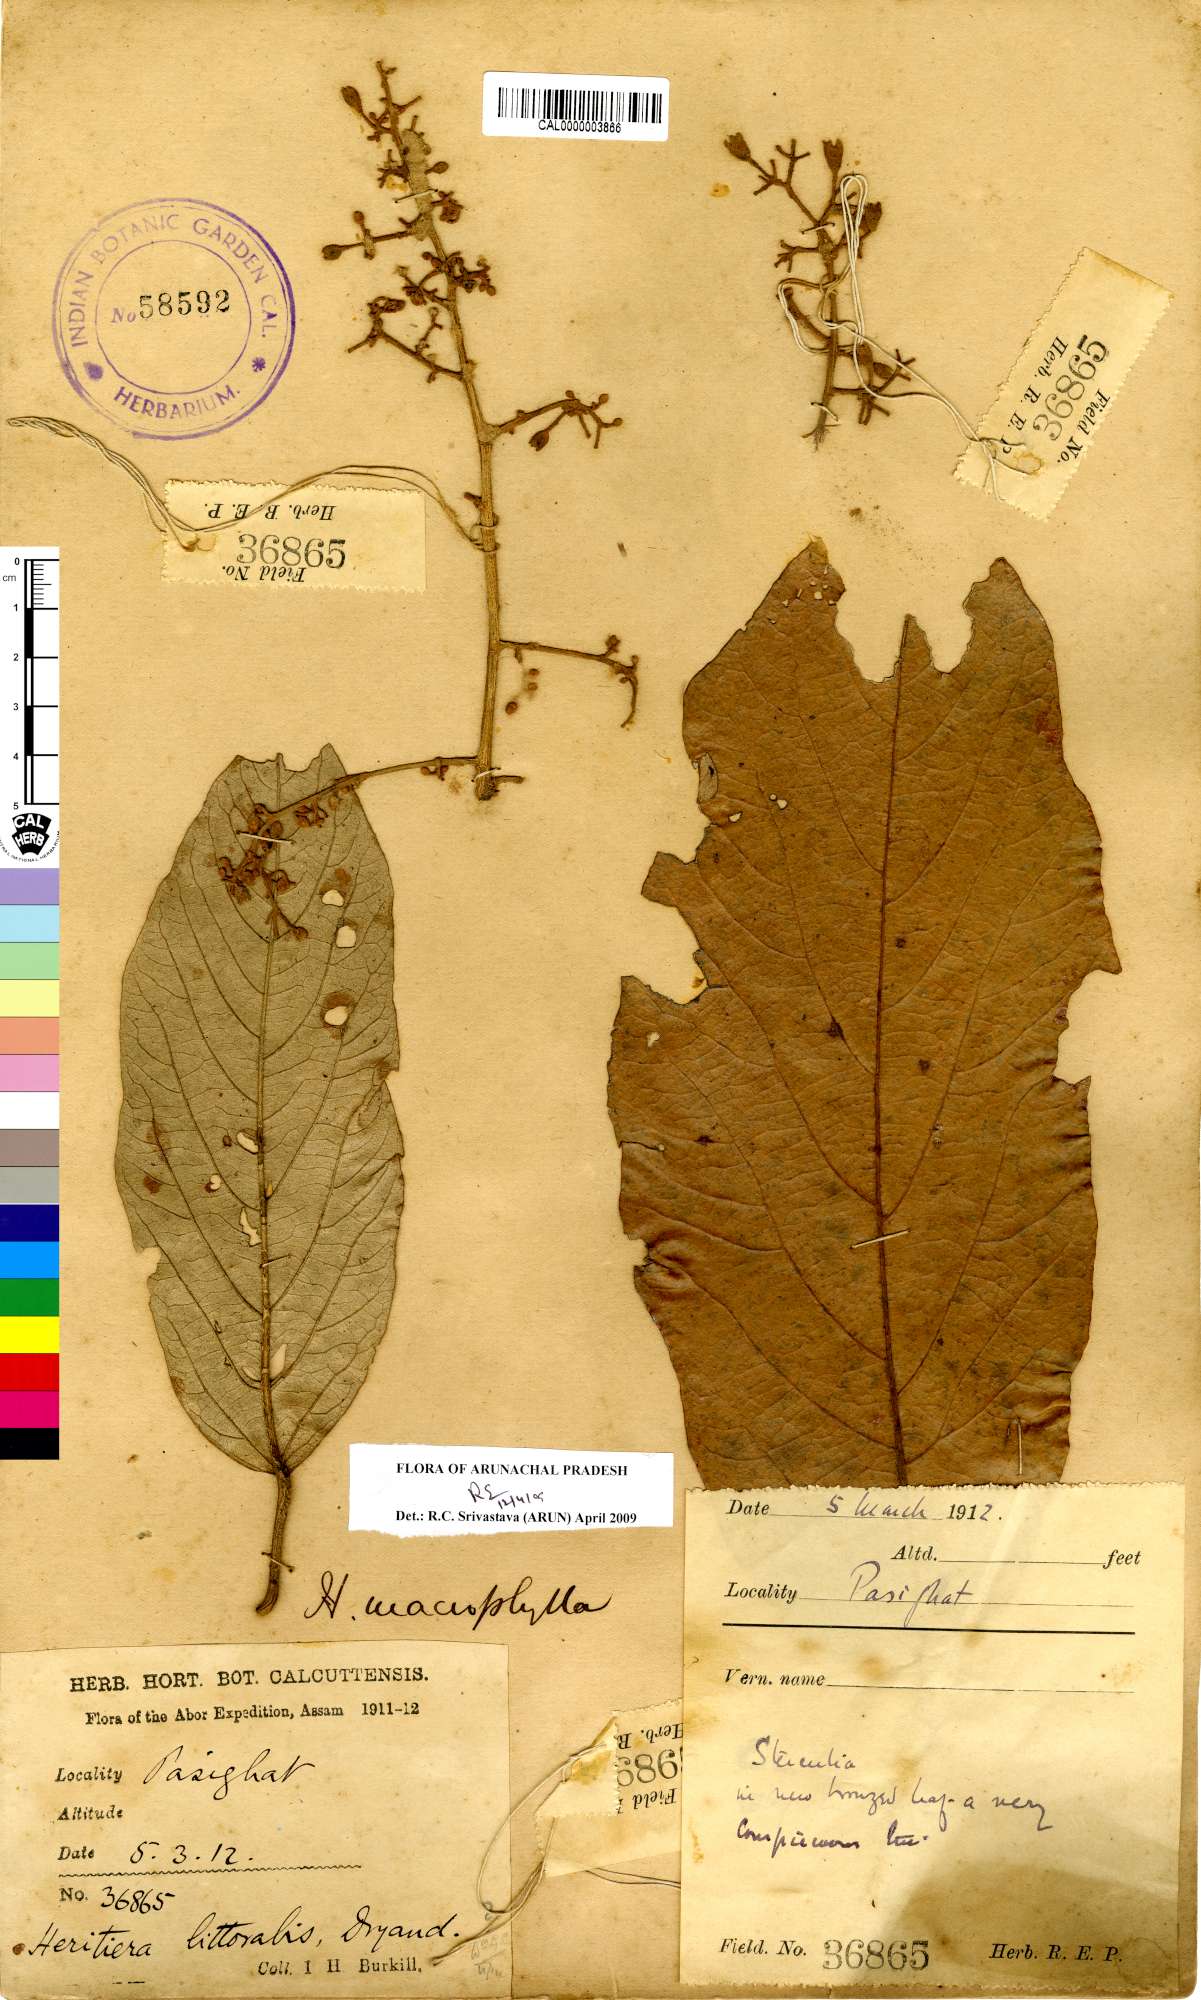 CAL0000003866
INDIAN BOTANIC GARDEN CAL.
No 58592
HERBARIUM.
Field No.
36865
Herb. R. E. P.
Field No.
36865
Herb. R. E. P.
0
cm
1
2
3
4
5
CAL
HERB
FLORA OF ARUNACHAL PRADESH
12/4/09
Det.: R.C. Srivastava (ARUN) April 2009
H. macrophylla
HERB. HORT. BOT. CALCUTTENSIS.
Flora of the Abor Expedition, Assam 1911-12
Locality Pasighat
Altitude
Date 5.3.12.
No. 36865
Heritiera littoralis, Dryand.
Coll. I H Burkill,
Herb. R
6986
Field
Date 5 March 1912.
Altd. feet
Locality Pasighat
Vern. name
Sterculia
in new bronzed leaf - a very
conspicuous tree.
Field. No. 36865 Herb. R. E. P.